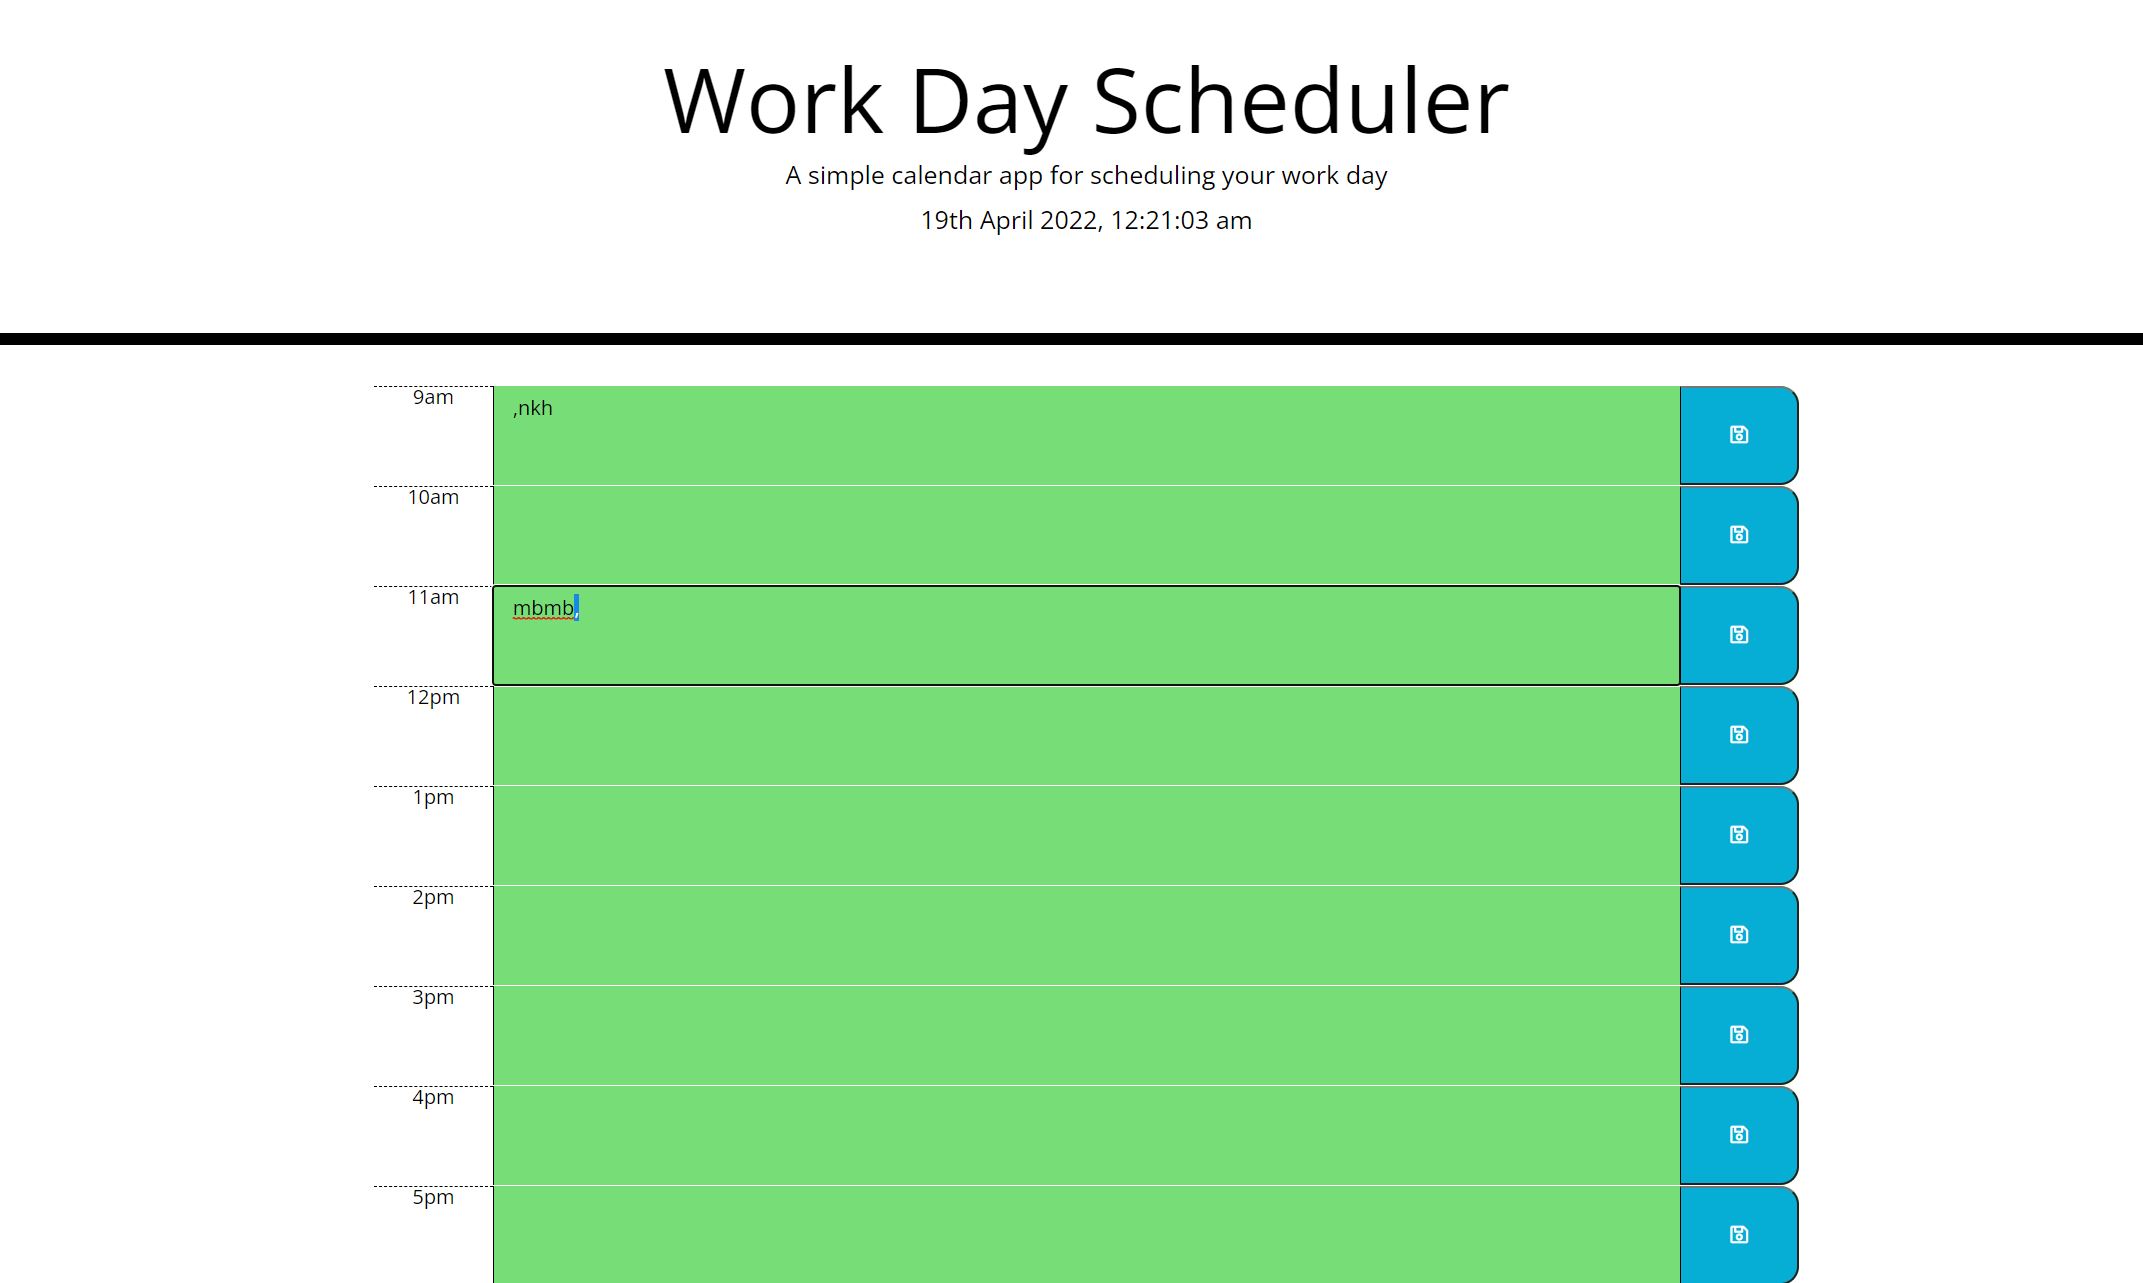 Work Day Scheduler
A simple calendar app for scheduling your work day
19th April 2022, 12:21:03 am
9am
,nkh
10am
11am
mbmb,
12pm
1pm
2pm
3pm
4pm
5pm